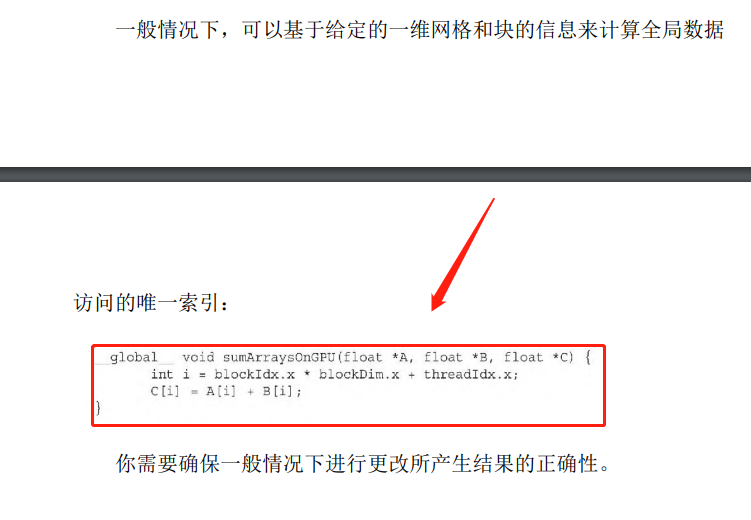 一般情况下，可以基于给定的一维网格和块的信息来计算全局数据
访问的唯一索引：
__global__ void sumArraysOnGPU(float *A, float *B, float *C) {
int i = blockIdx.x * blockDim.x + threadIdx.x;
C[i] = A[i] + B[i];
}
你需要确保一般情况下进行更改所产生结果的正确性。